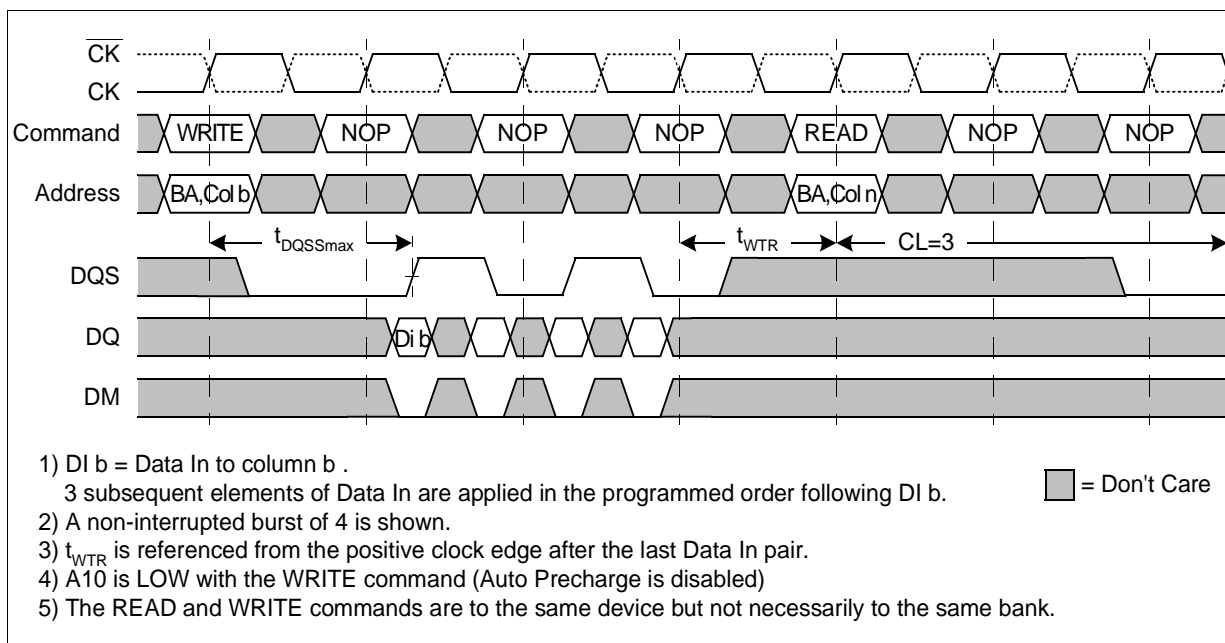 CK
CK
Command WRITE NOP NOP NOP READ NOP NOP
Address BA,Col b BA,Col n
tDQSSmax tWTR CL=3
DQS
DQ Di b
DM
1) DI b = Data In to column b .
3 subsequent elements of Data In are applied in the programmed order following DI b.
= Don't Care
2) A non-interrupted burst of 4 is shown.
3) tWTR is referenced from the positive clock edge after the last Data In pair.
4) A10 is LOW with the WRITE command (Auto Precharge is disabled)
5) The READ and WRITE commands are to the same device but not necessarily to the same bank.